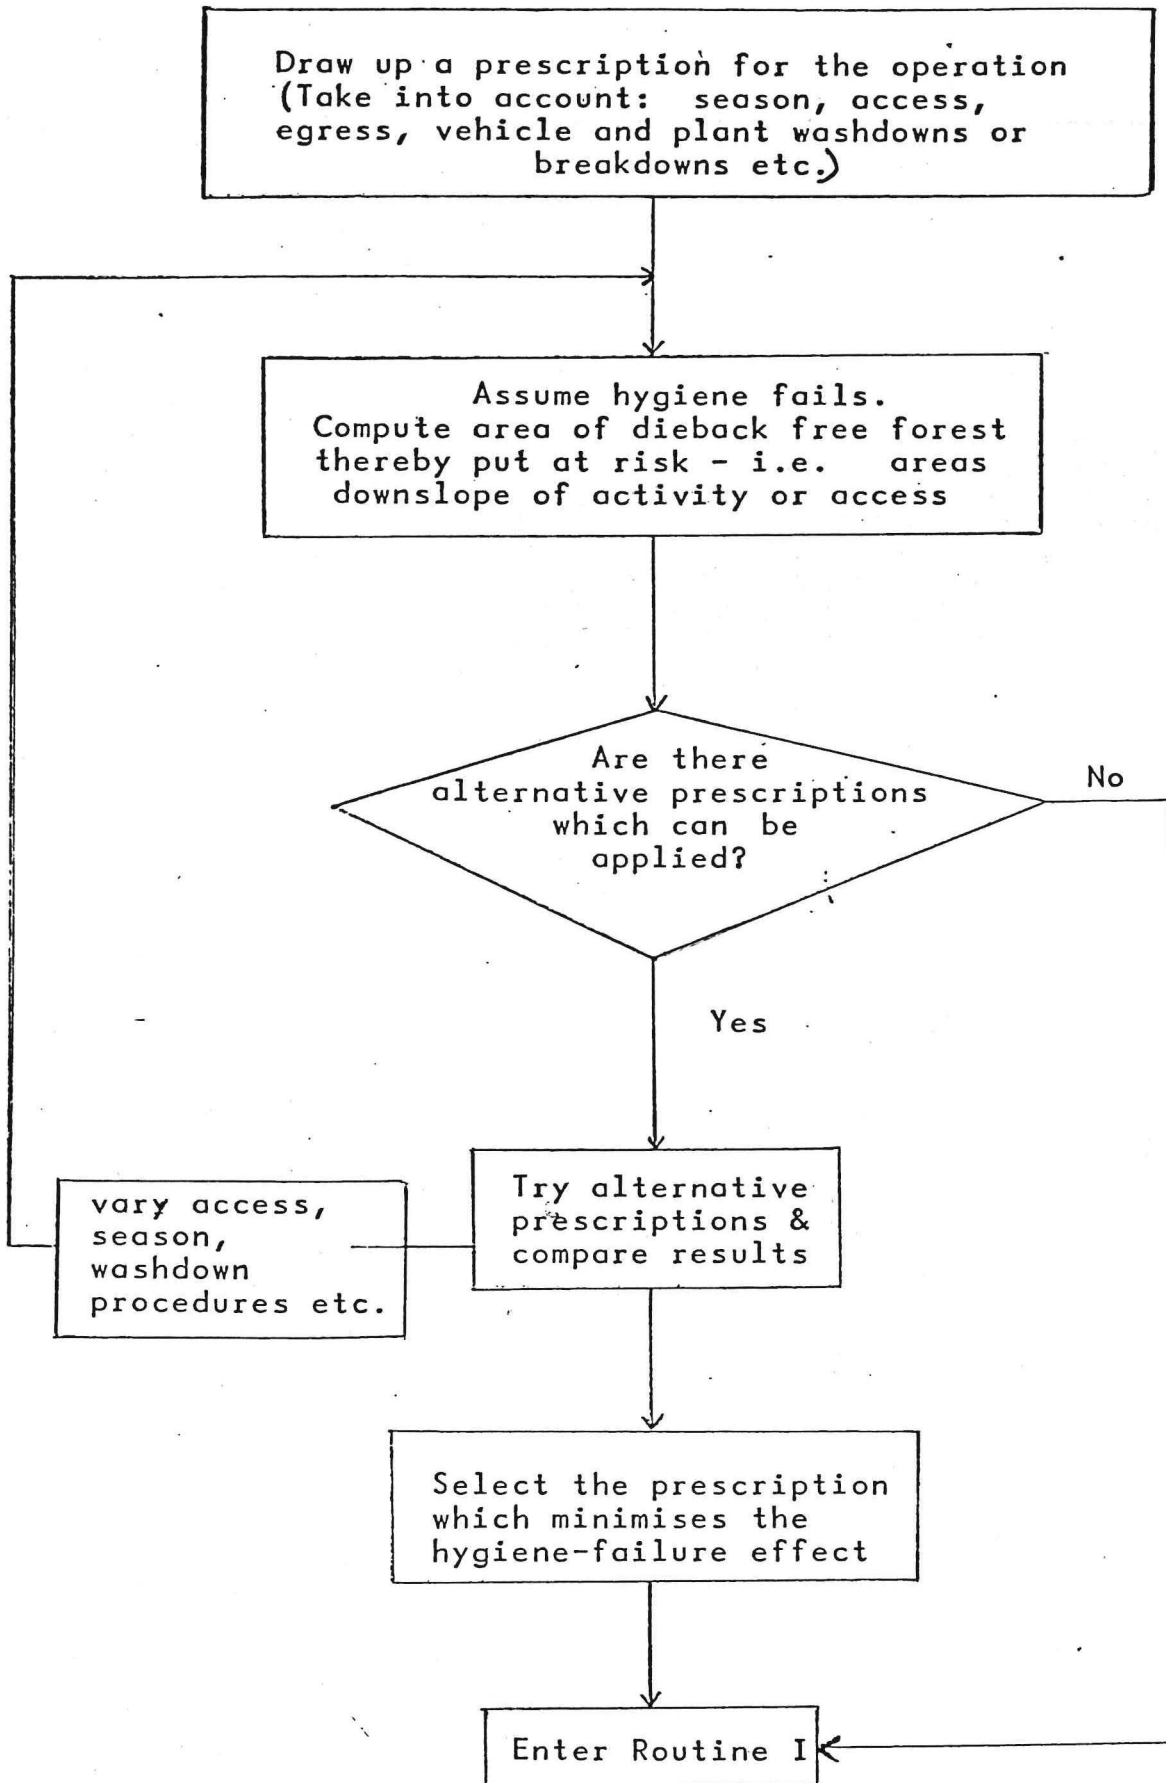 Draw up a prescription for the operation
(Take into account: season, access,
egress, vehicle and plant washdowns or
breakdowns etc.)
Assume hygiene fails.
Compute area of dieback free forest
thereby put at risk - i.e. areas
downslope of activity or access
Are there
alternative prescriptions
which can be
applied?
No
Yes
Try alternative
prescriptions &
compare results
vary access,
season,
washdown
procedures etc.
Select the prescription
which minimises the
hygiene-failure effect
Enter Routine I